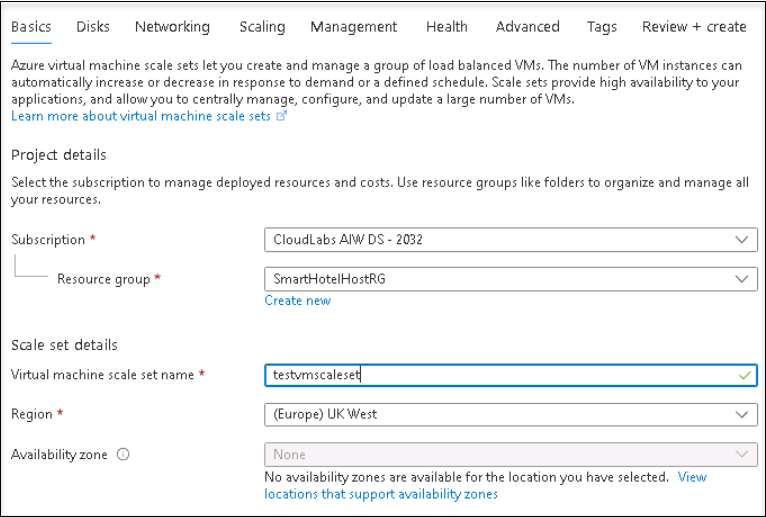 Basics Disks Networking Scaling Management Health Advanced Tags Review + create
Azure virtual machine scale sets let you create and manage a group of load balanced VMs. The number of VM instances can
automatically increase or decrease in response to demand or a defined schedule. Scale sets provide high availability to your
applications, and allow you to centrally manage, configure, and update a large number of VMs.
Learn more about virtual machine scale sets
Project details
Select the subscription to manage deployed resources and costs. Use resource groups like folders to organize and manage all
your resources.
Subscription * CloudLabs AIW DS - 2032
Resource group * SmartHotelHostRG
Create new
Scale set details
Virtual machine scale set name * testvmscaleset
Region * (Europe) UK West
Availability zone None
No availability zones are available for the location you have selected. View
locations that support availability zones